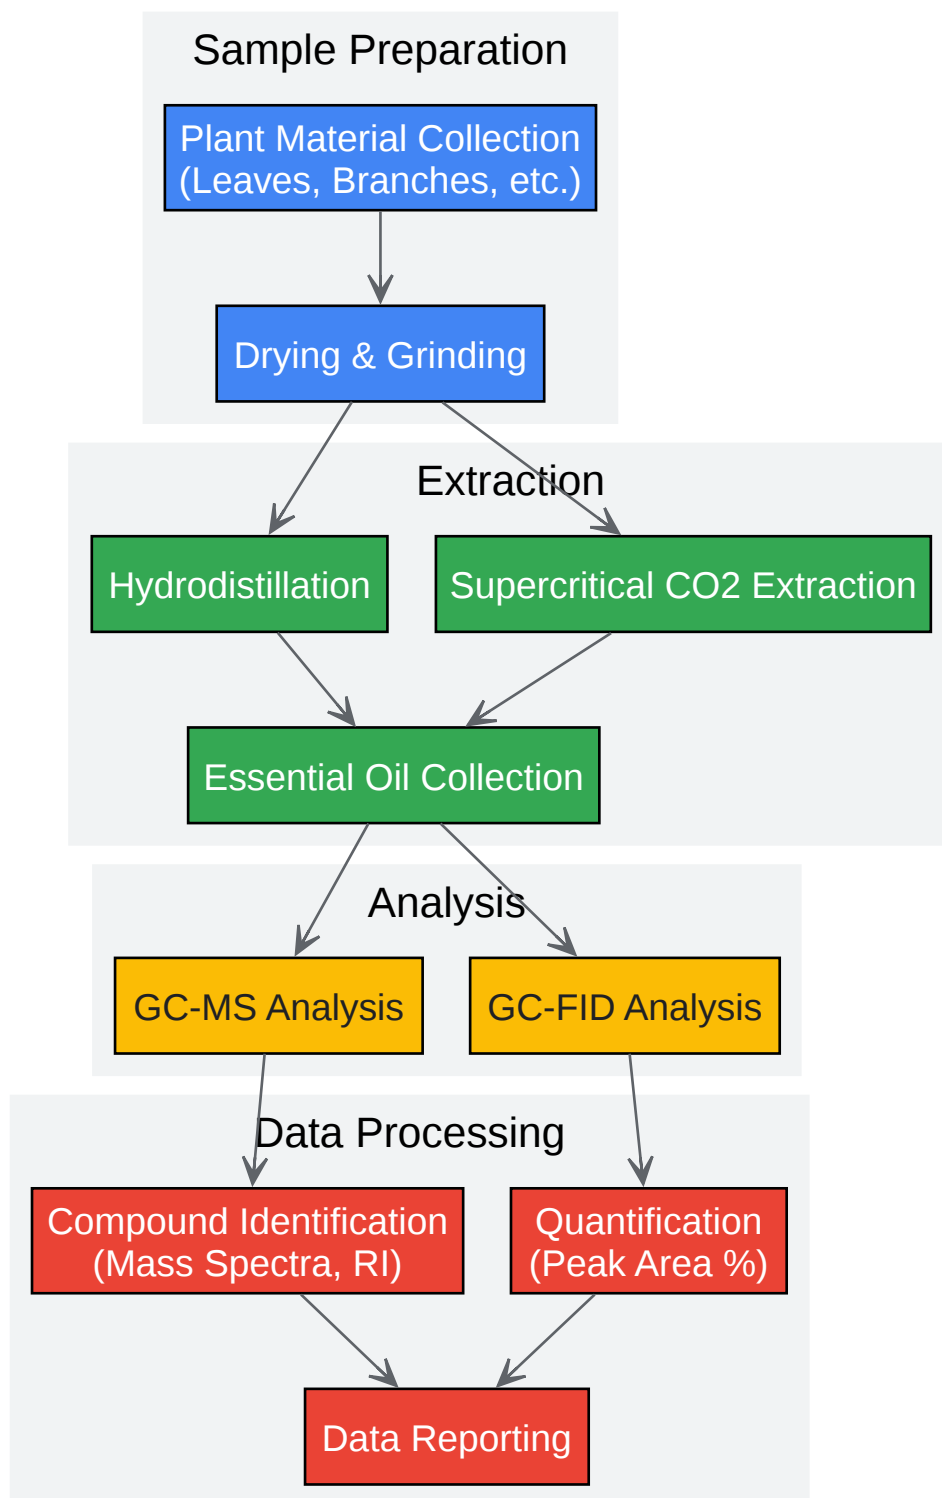 Sample Preparation
Plant Material Collection
(Leaves, Branches, etc.)
Drying & Grinding
Extraction
Hydrodistillation
Supercritical CO2 Extraction
Essential Oil Collection
Analysis
GC-MS Analysis
GC-FID Analysis
Data Processing
Compound Identification
(Mass Spectra, RI)
Quantification
(Peak Area %)
Data Reporting